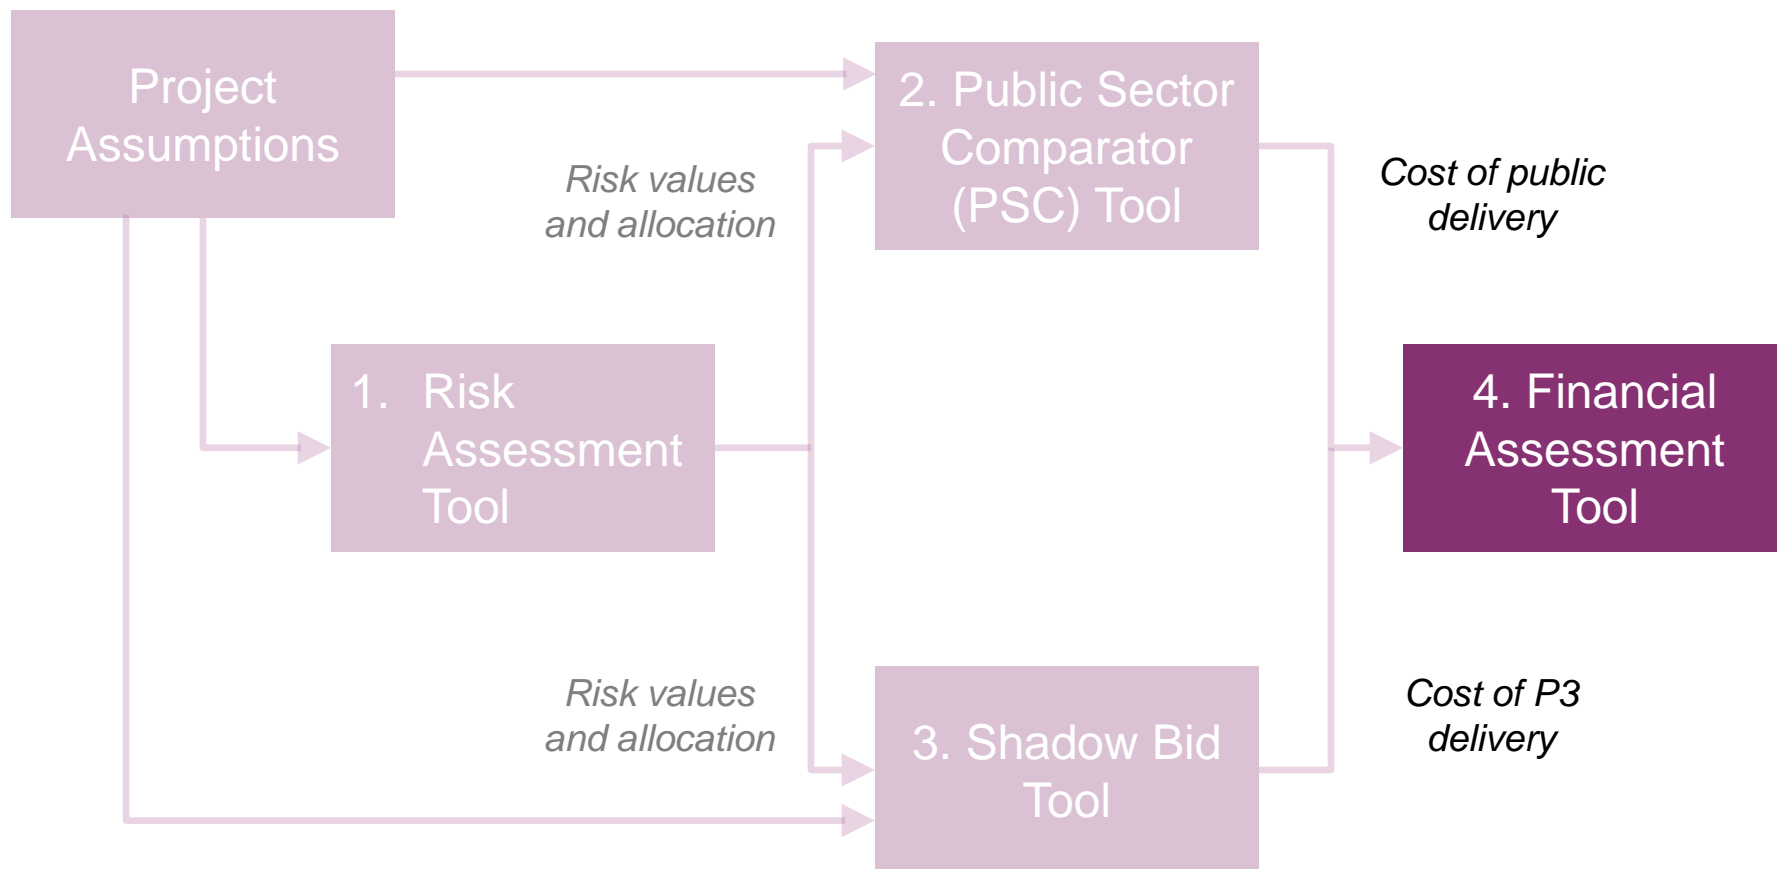 Project
Assumptions
2. Public Sector
Comparator
(PSC) Tool
Risk values
and allocation
Cost of public
delivery
1. Risk
Assessment
Tool
4. Financial
Assessment
Tool
Risk values
and allocation
3. Shadow Bid
Tool
Cost of P3
delivery